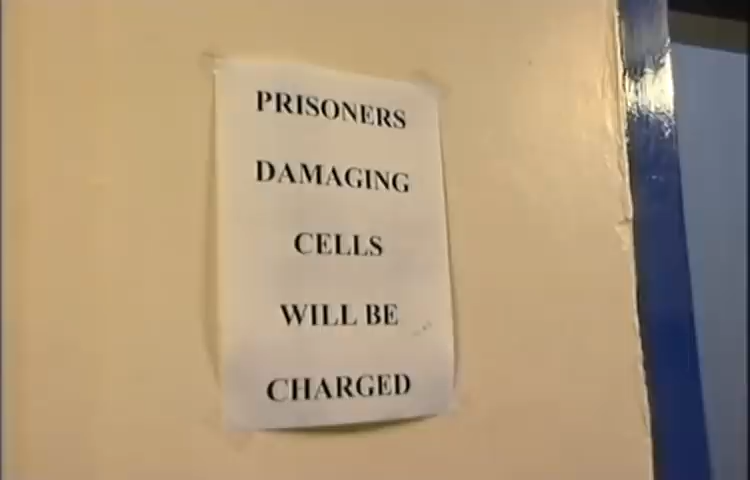 PRISONERS
DAMAGING
CELLS
WILL BE
CHARGED